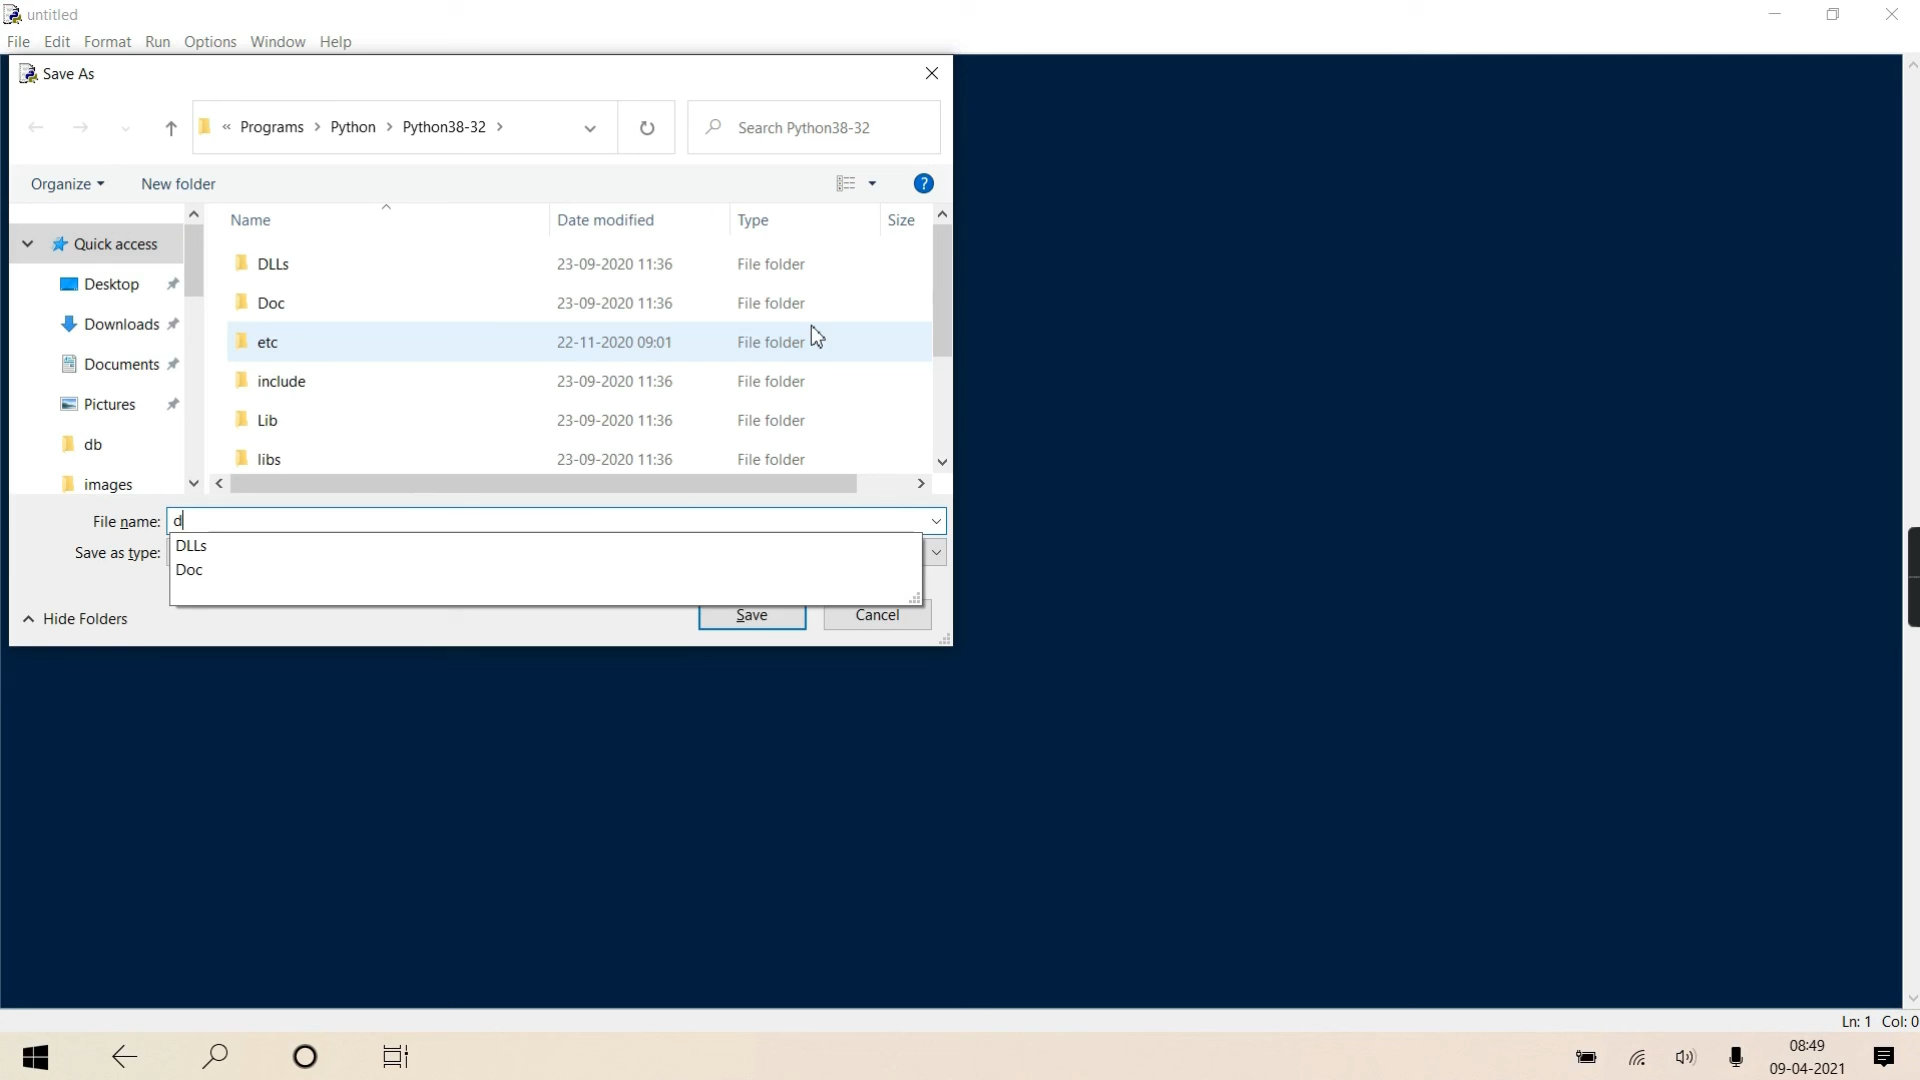 untitled
File Edit Format Run Options Window Help
Save As
« Programs > Python > Python38-32 >
Search Python38-32
Organize New folder
?
Name Date modified Type Size
Quick access
Desktop
Downloads
Documents
Pictures
db
images
DLLs 23-09-2020 11:36 File folder
Doc 23-09-2020 11:36 File folder
etc 22-11-2020 09:01 File folder
include 23-09-2020 11:36 File folder
Lib 23-09-2020 11:36 File folder
libs 23-09-2020 11:36 File folder
File name: d
Save as type:
DLLs
Doc
Hide Folders
Save Cancel
Ln: 1 Col: 0
08:49
09-04-2021